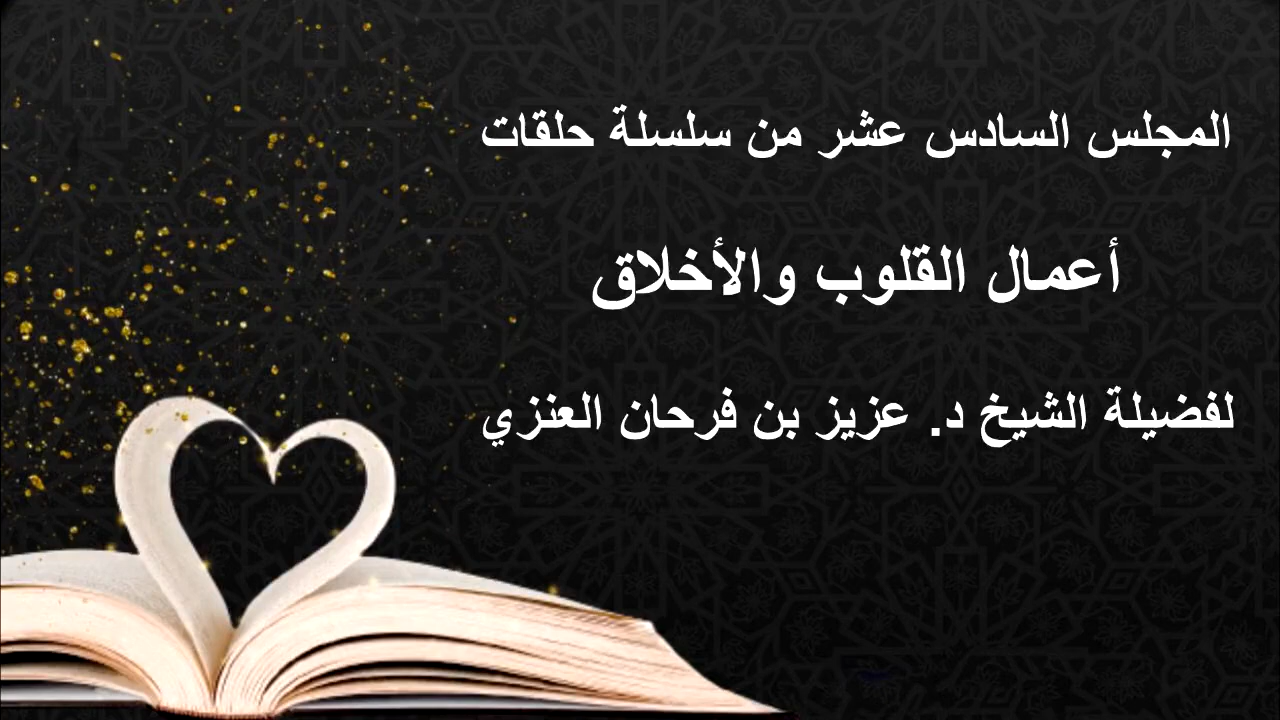 المجلس السادس عشر من سلسلة حلقات
أعمال القلوب والأخلاق
لفضيلة الشيخ د. عزيز بن فرحان العنزي